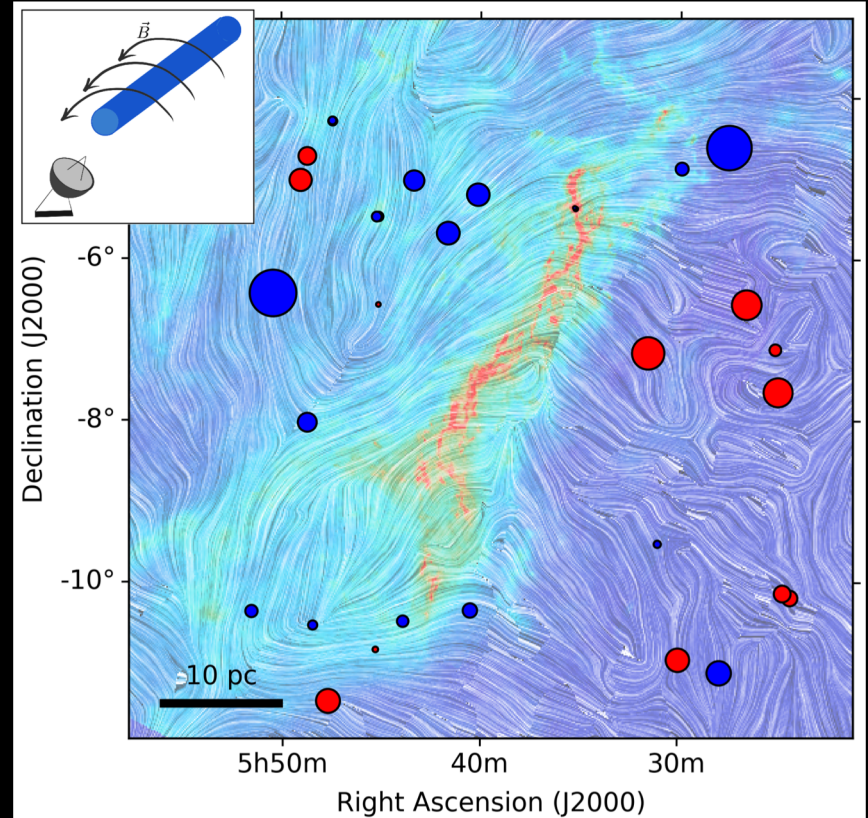 B
-6°
-8°
-10°
Declination (J2000)
10 pc
5h50m
40m
30m
Right Ascension (J2000)